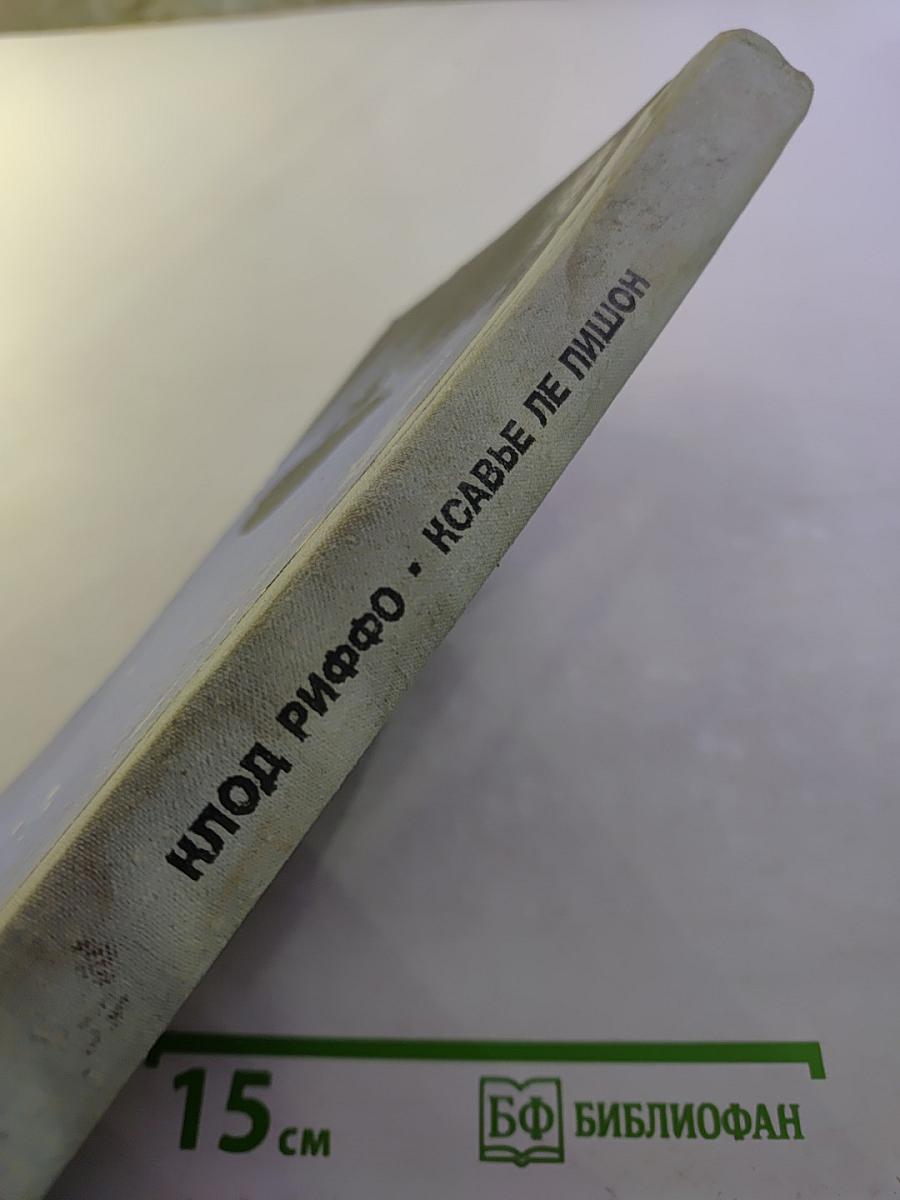 КЛОД РИФФО · КСАВЬЕ ЛЕ ПИШОН
15 см
БФ БИБЛИОФАН